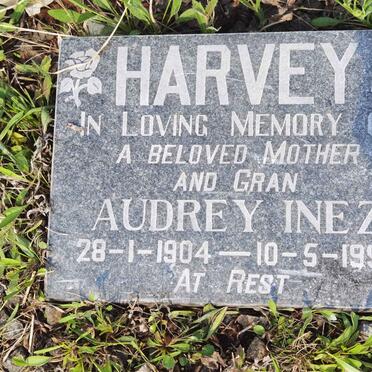 HARVEY
IN LOVING MEMORY
A BELOVED MOTHER
AND GRAN
AUDREY INEZ
28-1-1904 — 10-5-199
AT REST